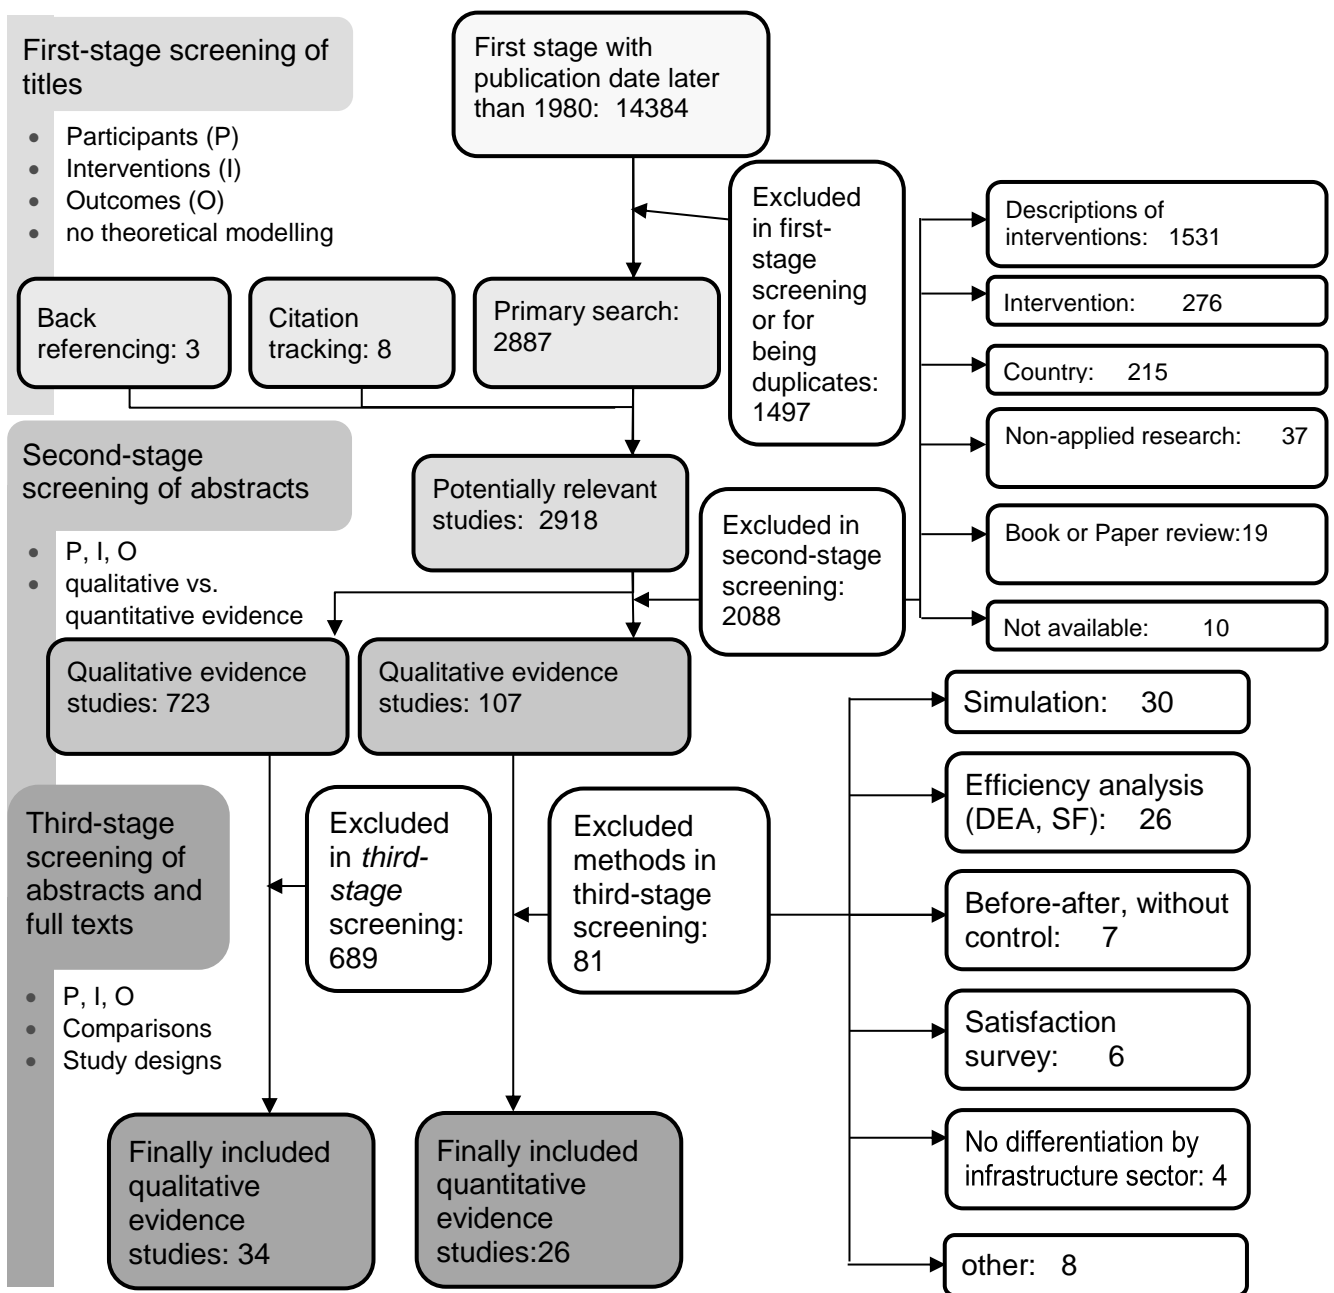 First-stage screening of
titles
Participants (P)
Interventions (I)
Outcomes (O)
no theoretical modelling
First stage with
publication date later
than 1980: 14384
Excluded
in first-
stage
screening
or for
being
duplicates:
1497
Back
referencing: 3
Citation
tracking: 8
Primary search:
2887
Descriptions of
interventions: 1531
Intervention: 276
Country: 215
Non-applied research: 37
Book or Paper review:19
Not available: 10
Second-stage
screening of abstracts
P, I, O
qualitative vs.
quantitative evidence
Potentially relevant
studies: 2918
Excluded in
second-stage
screening:
2088
Qualitative evidence
studies: 723
Qualitative evidence
studies: 107
Third-stage
screening of
abstracts and
full texts
P, I, O
Comparisons
Study designs
Excluded
in third-
stage
screening:
689
Excluded
methods in
third-stage
screening:
81
Simulation: 30
Efficiency analysis
(DEA, SF): 26
Before-after, without
control: 7
Satisfaction
survey: 6
No differentiation by
infrastructure sector: 4
other: 8
Finally included
qualitative
evidence
studies: 34
Finally included
quantitative
evidence
studies:26